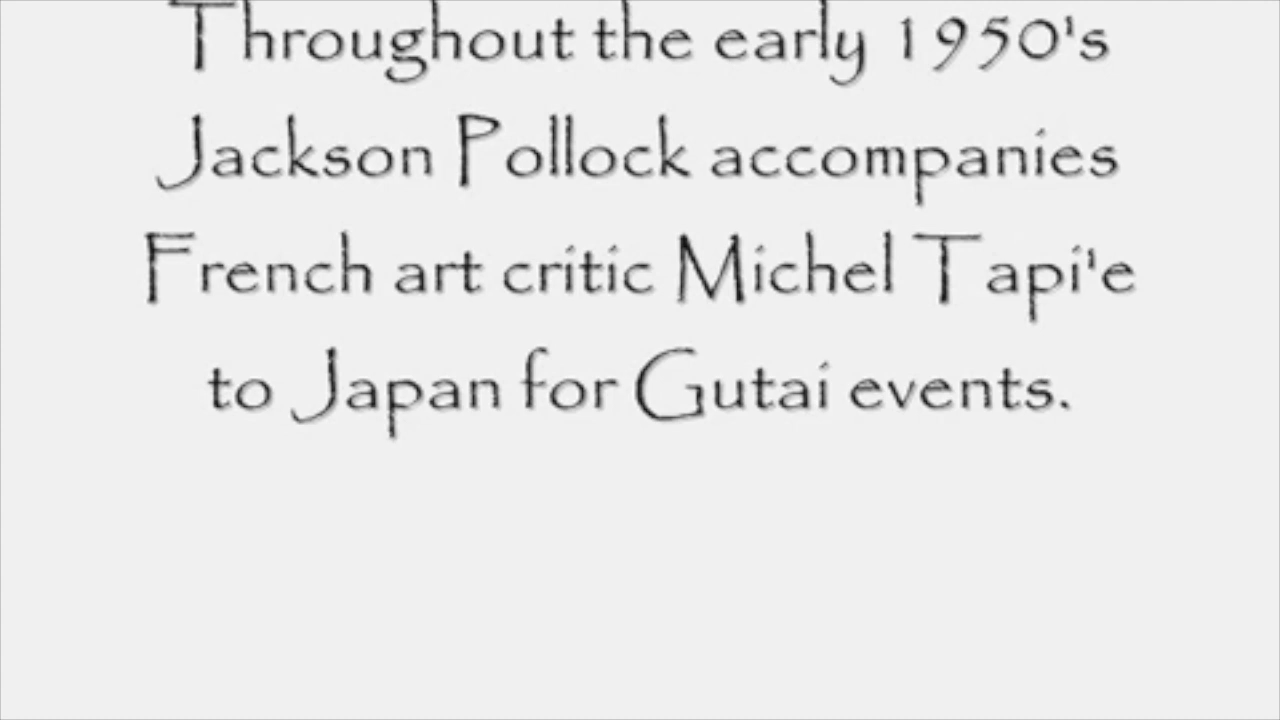 Throughout the early 1950's
Jackson Pollock accompanies
French art critic Michel Tapi'e
to Japan for Gutai events.